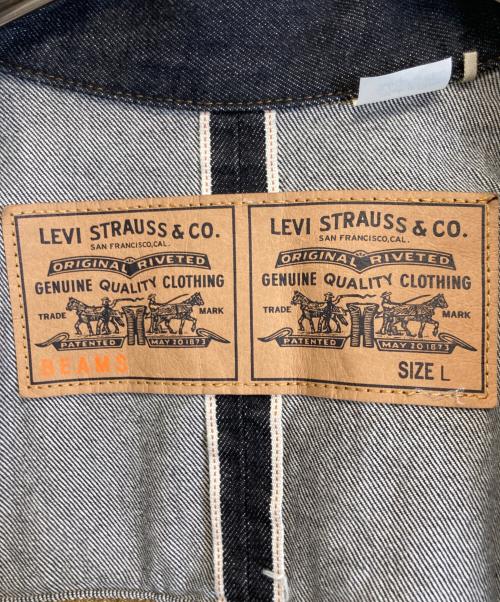 LEVI STRAUSS & CO.
SAN FRANCISCO, CAL.
ORIGINAL RIVETED
GENUINE QUALITY CLOTHING
TRADE MARK
PATENTED MAY 20 1873
BEAMS
LEVI STRAUSS & CO.
SAN FRANCISCO, CAL.
ORIGINAL RIVETED
GENUINE QUALITY CLOTHING
TRADE MARK
PATENTED MAY 20 1873
SIZE L